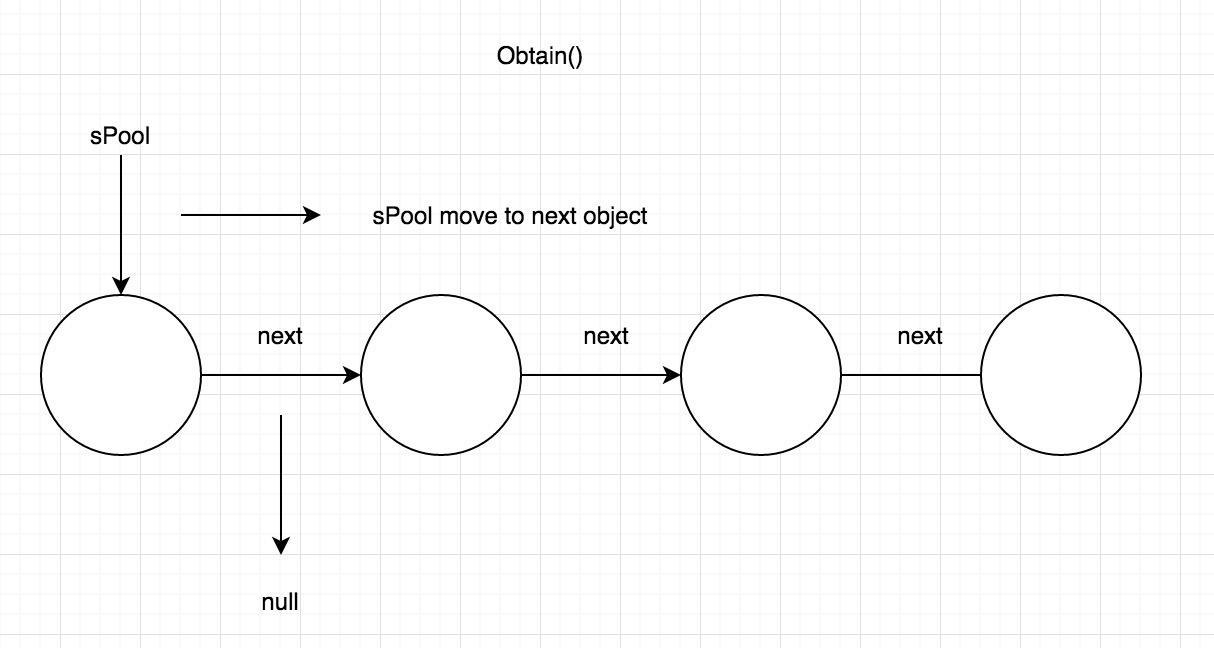 Obtain()
sPool
sPool move to next object
next
next
next
null